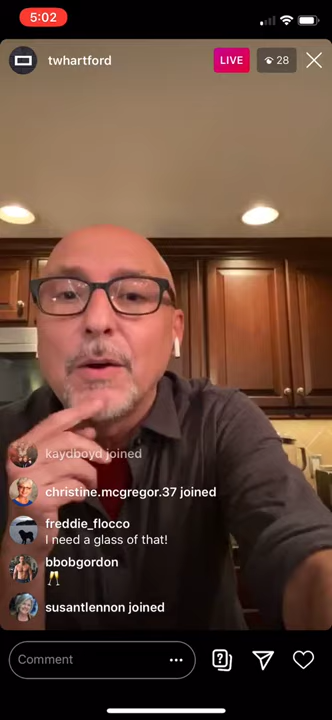 5:02
twhartford
LIVE
28
kaydboyd joined
christine.mcgregor.37 joined
freddie_flocco
I need a glass of that!
bbobgordon
🥂
susantlennon joined
Comment